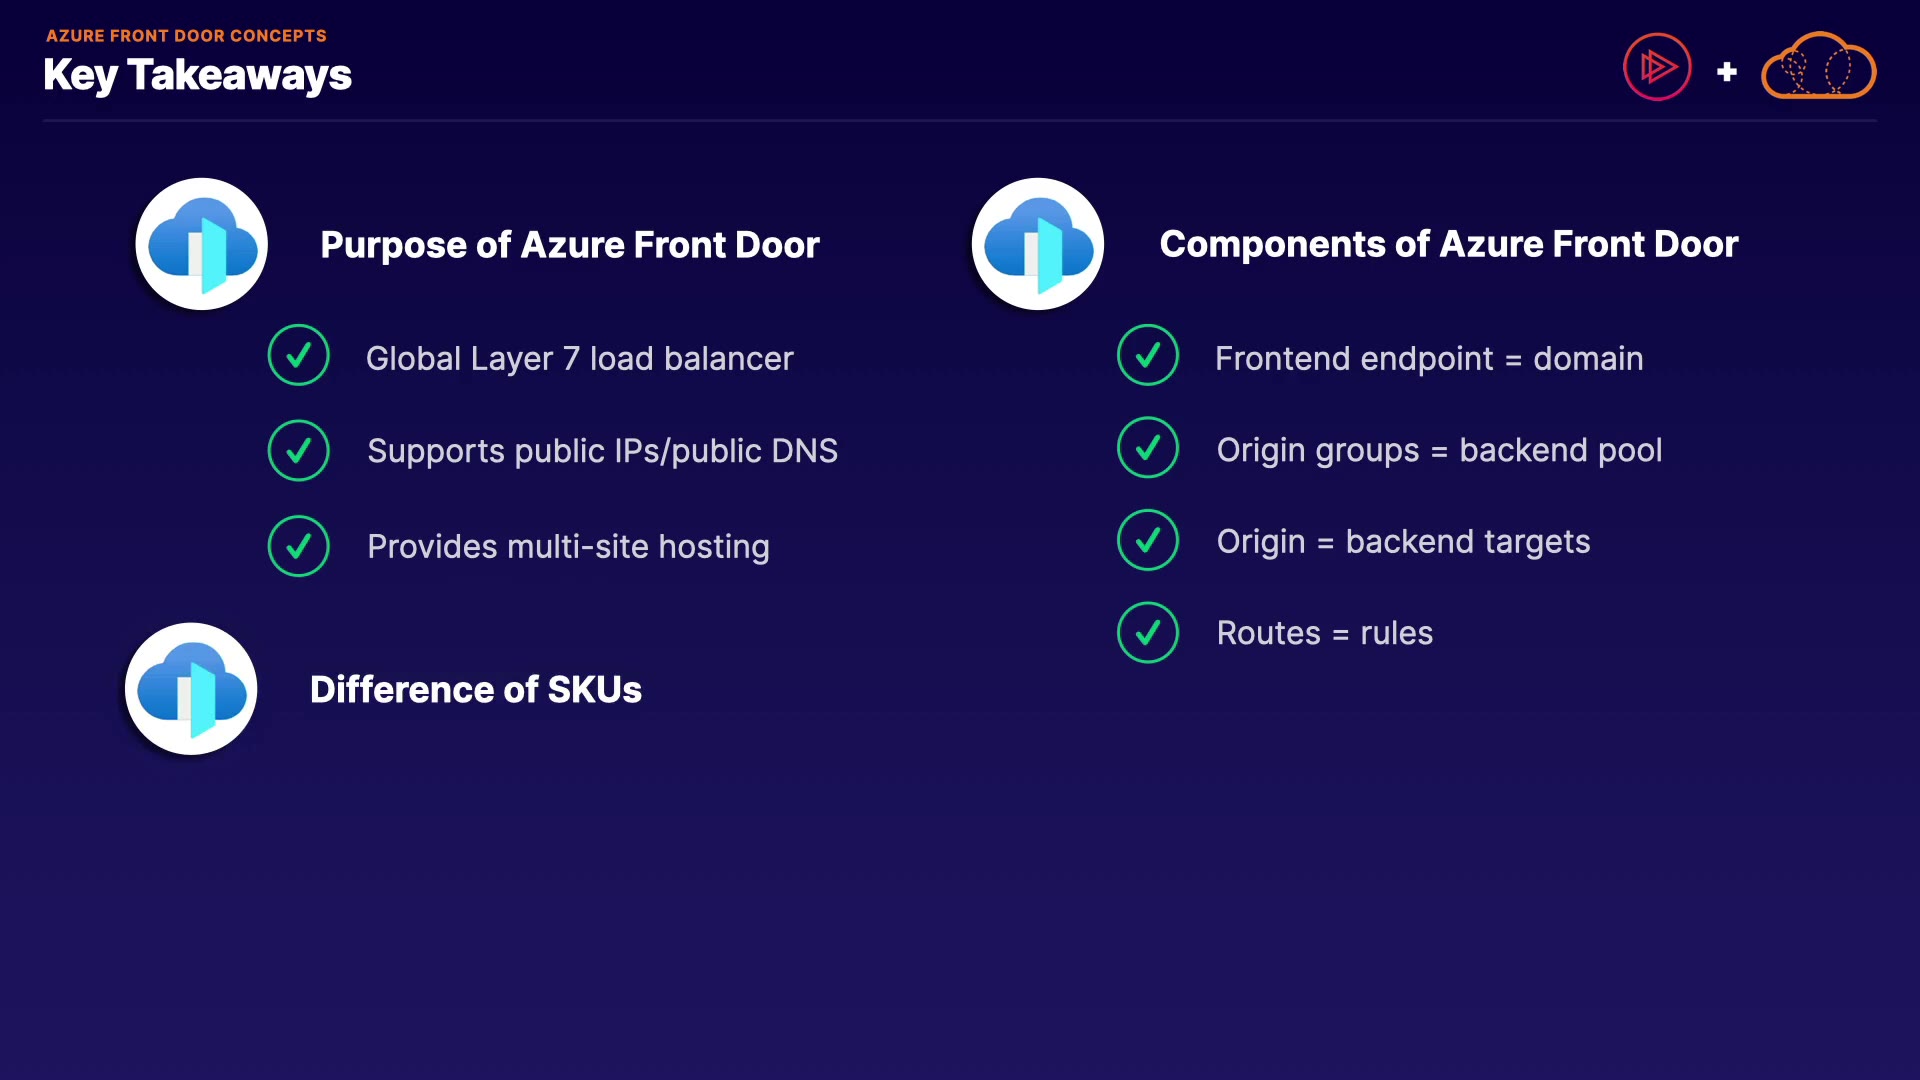 AZURE FRONT DOOR CONCEPTS
Key Takeaways
Purpose of Azure Front Door
Global Layer 7 load balancer
Supports public IPs/public DNS
Provides multi-site hosting
Difference of SKUs
Components of Azure Front Door
Frontend endpoint = domain
Origin groups = backend pool
Origin = backend targets
Routes = rules